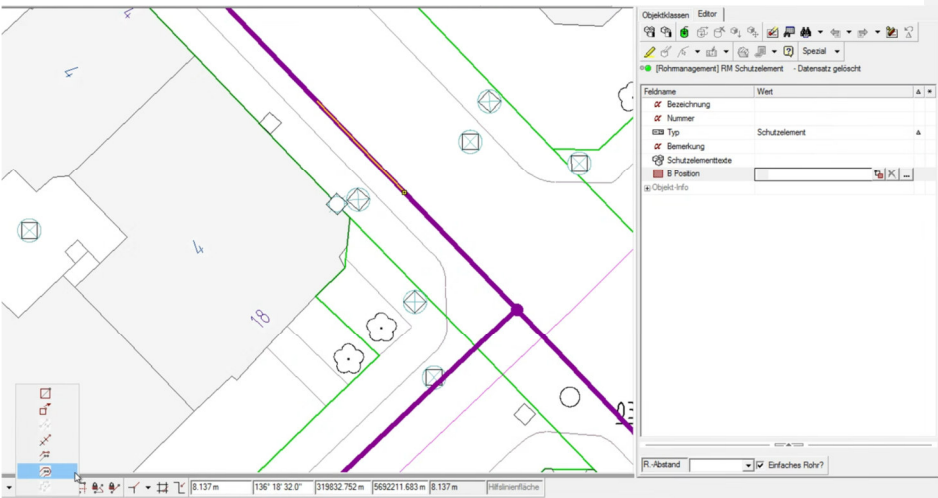 4
4
4
18
Objektklassen Editor
Spezial
[Rohrmanagement] RM Schutzelement - Datensatz gelöscht
Feldname Wert
Bezeichnung
Nummer
Typ Schutzelement
Bemerkung
Schutzelementtexte
B Position
Objekt-Info
R.-Abstand Einfaches Rohr?
8.137 m 136° 18' 32.0" 319832.752 m 5692211.683 m 8.137 m Hilfslinienfläche